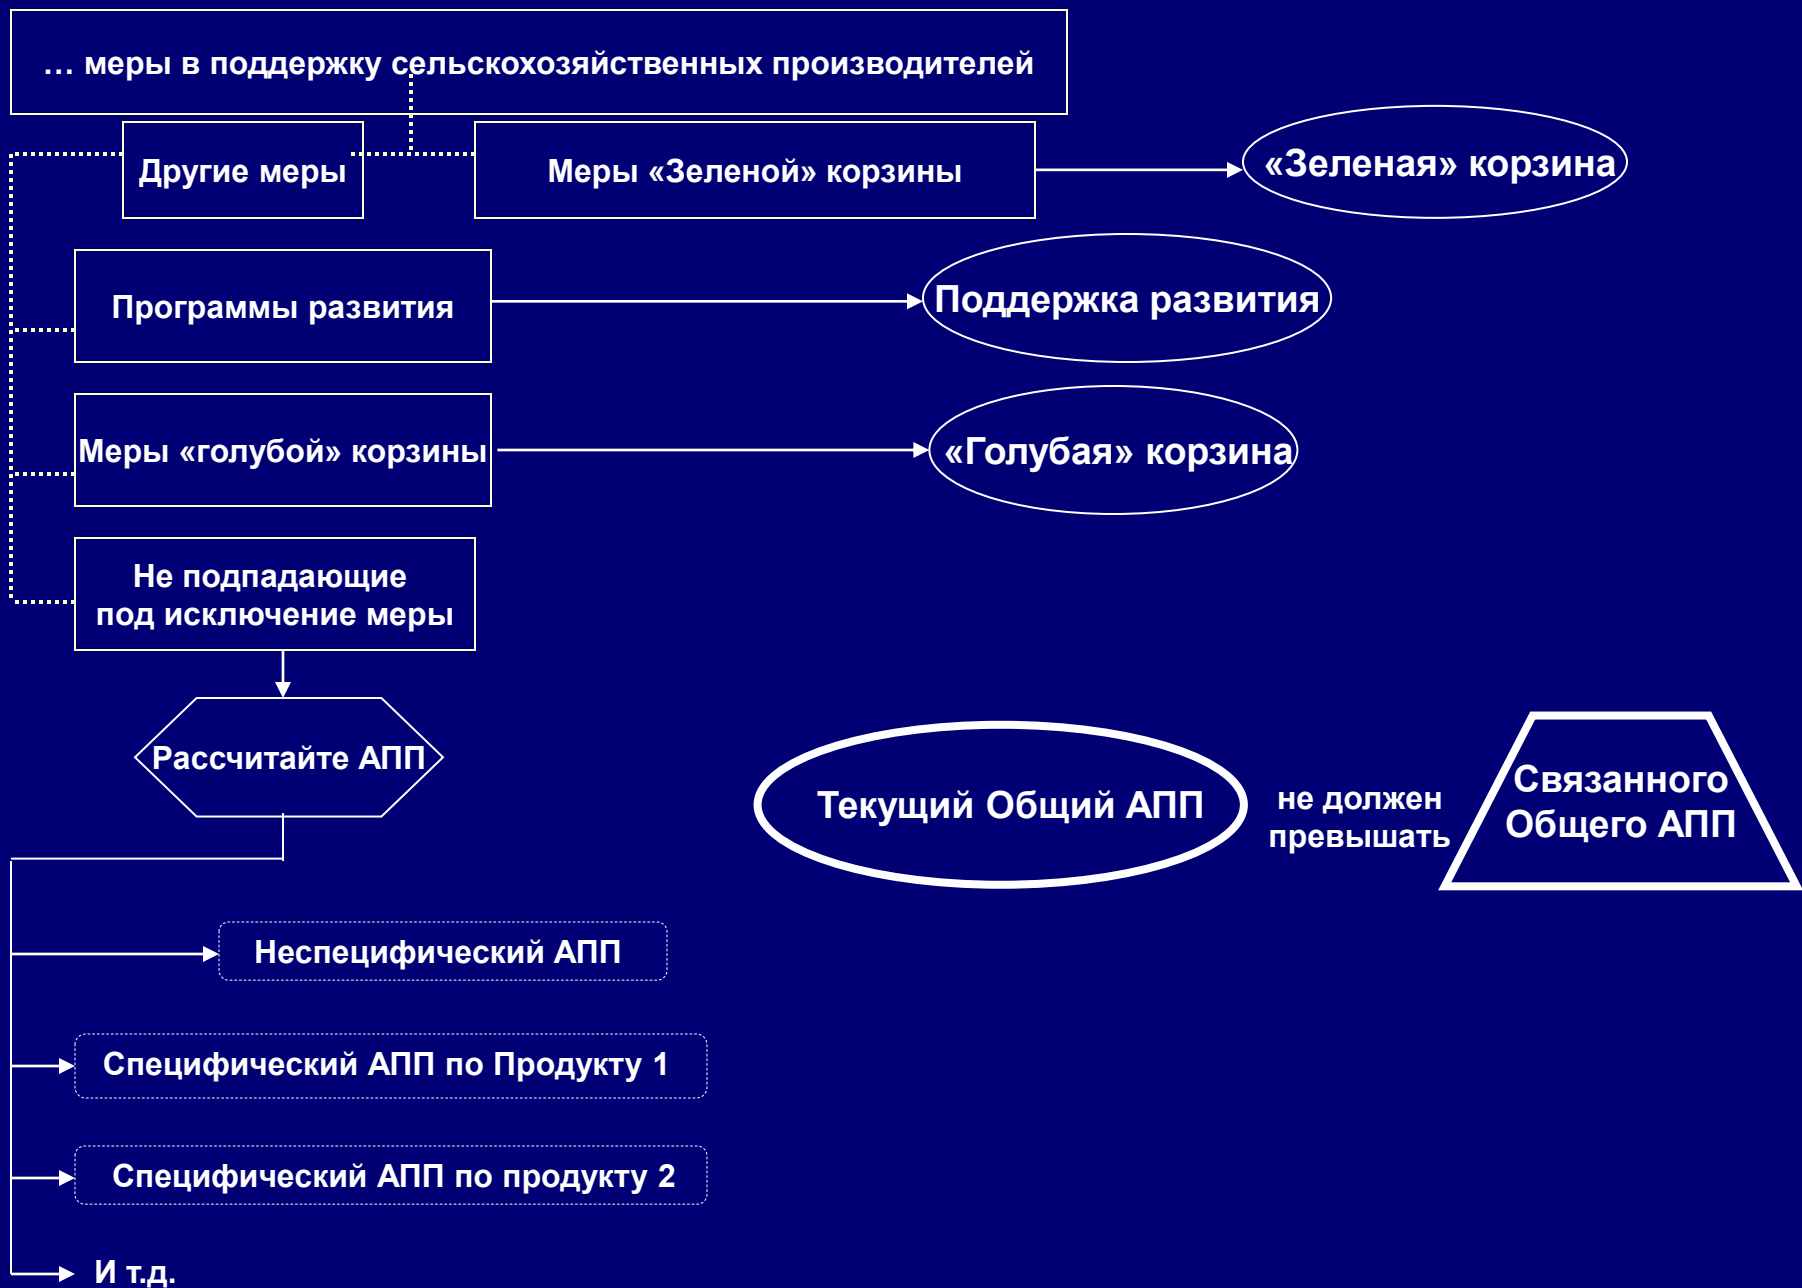 … меры в поддержку сельскохозяйственных производителей
Другие меры
Меры «Зеленой» корзины
«Зеленая» корзина
Программы развития
Поддержка развития
Меры «голубой» корзины
«Голубая» корзина
Не подпадающие
под исключение меры
Рассчитайте АПП
Текущий Общий АПП
не должен
превышать
Связанного
Общего АПП
Неспецифический АПП
Специфический АПП по Продукту 1
Специфический АПП по продукту 2
И т.д.